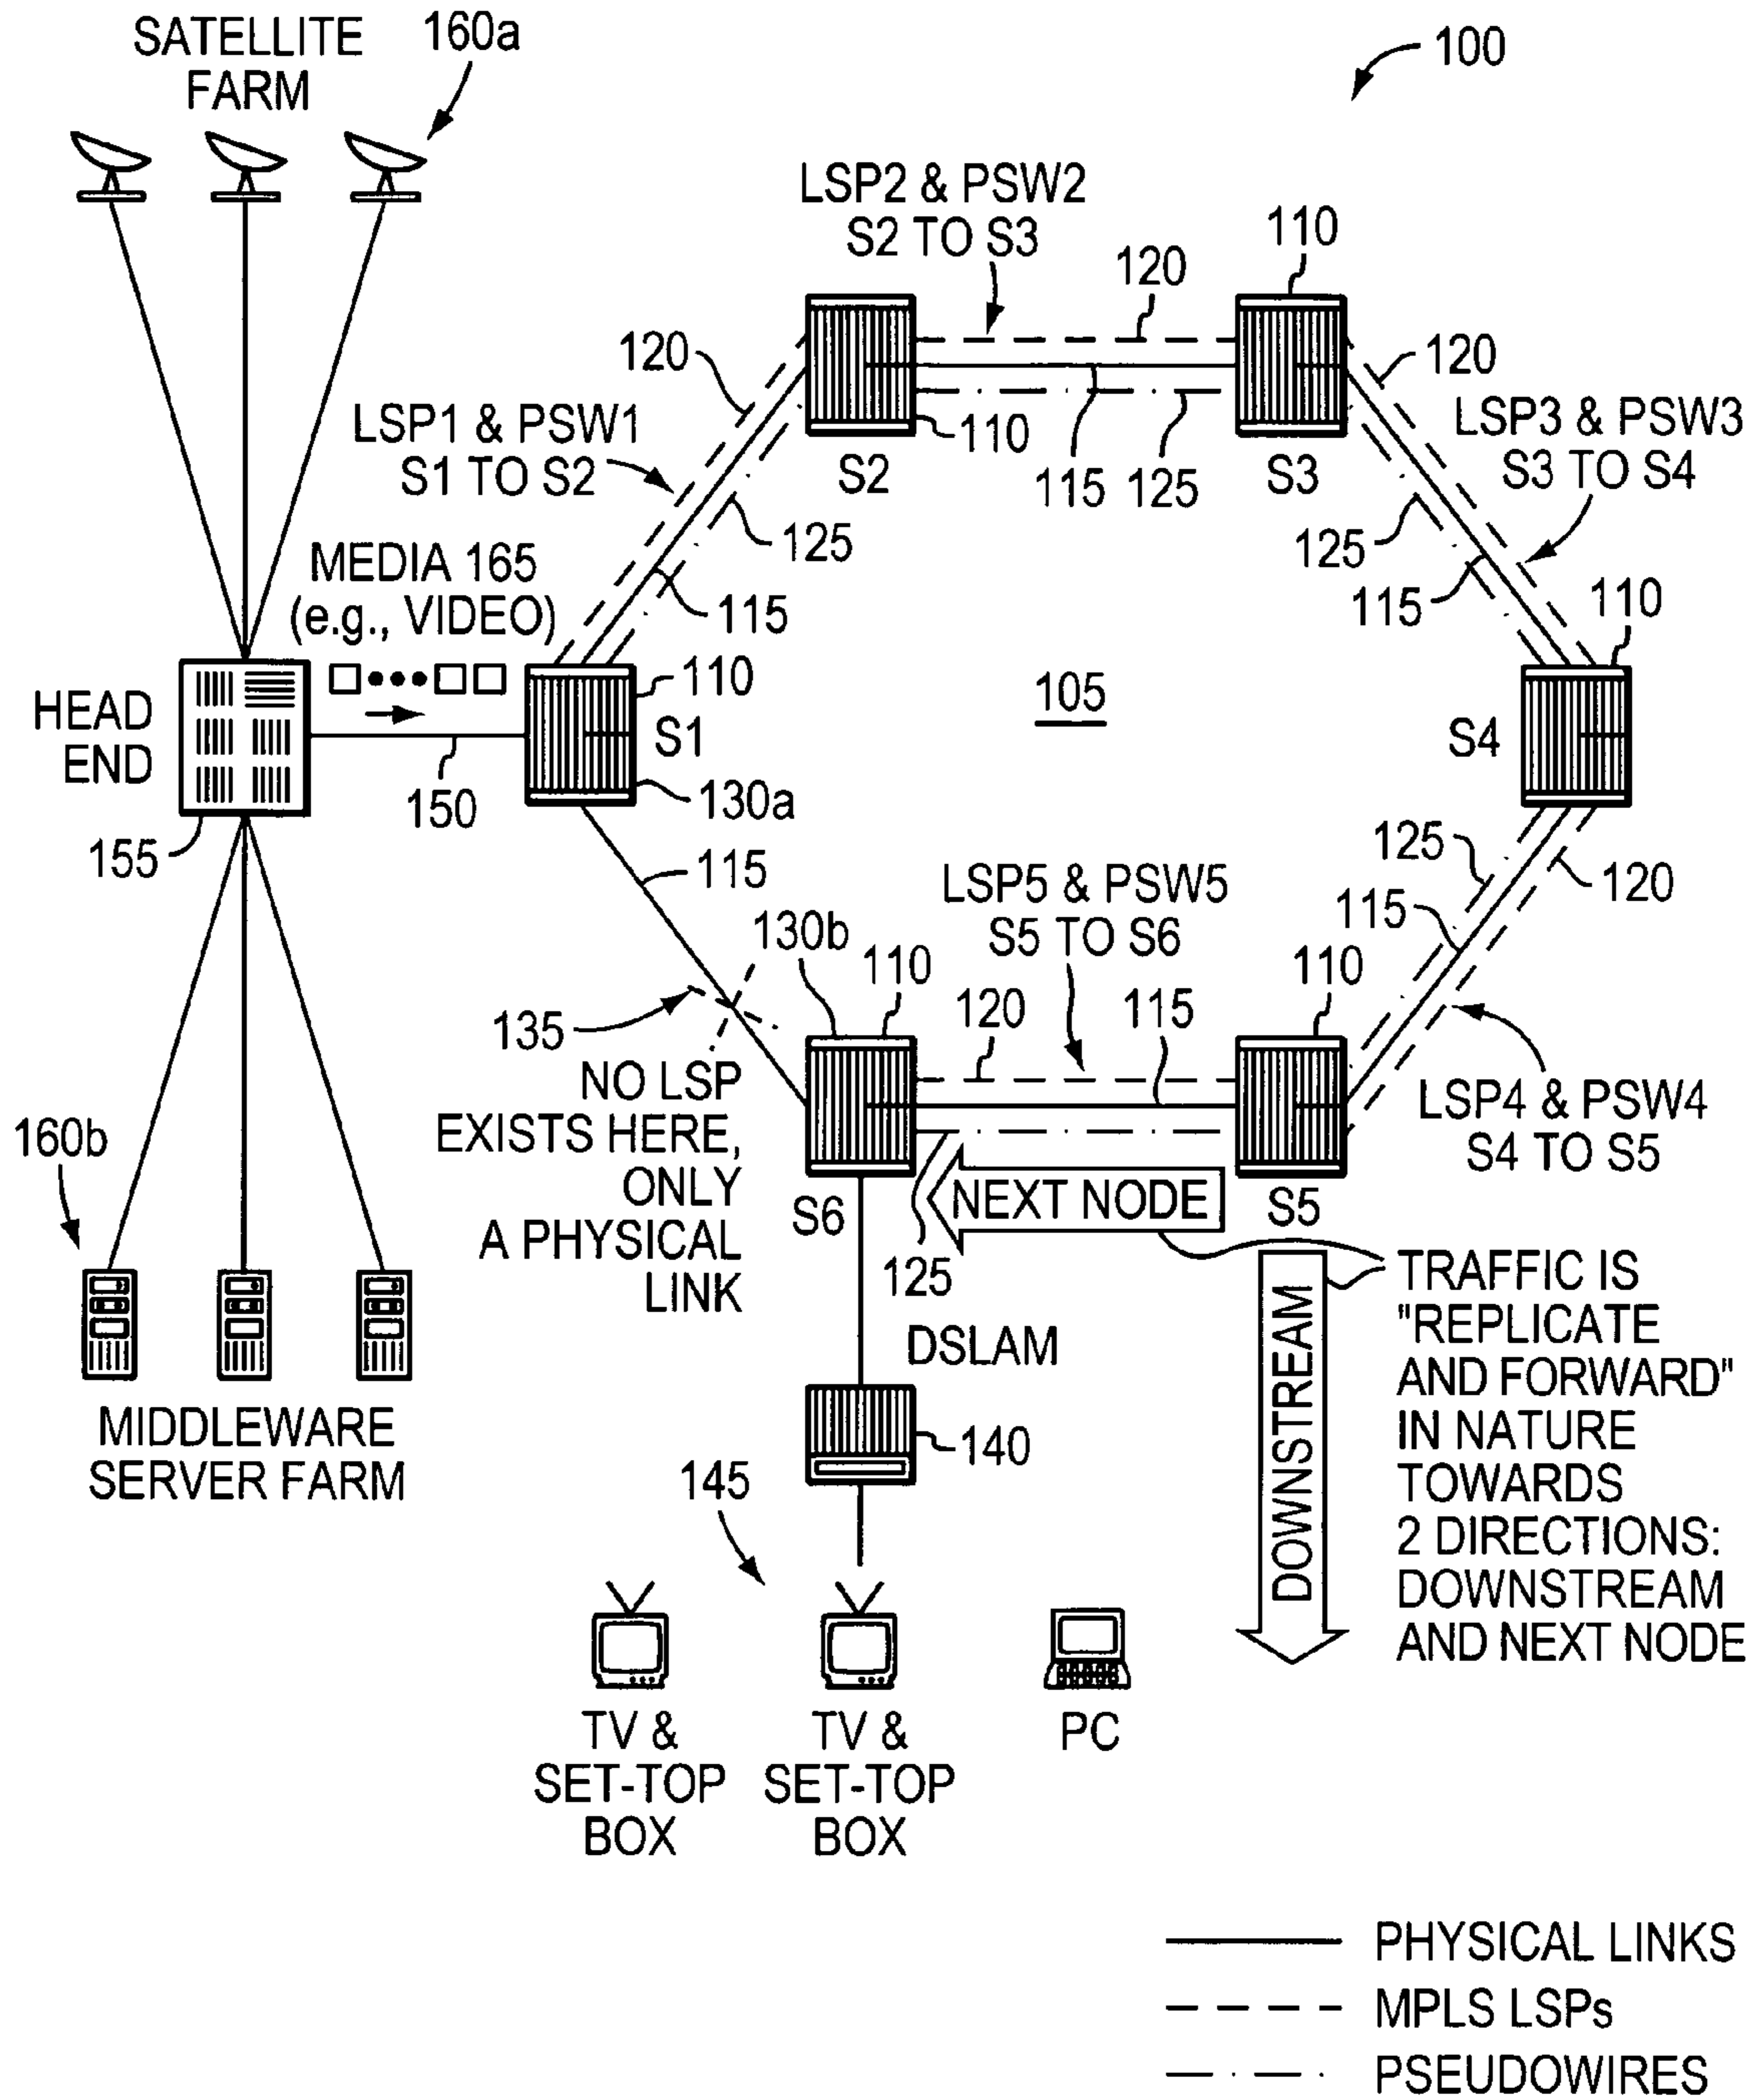 SATELLITE
FARM
160a
100
LSP2 & PSW2
S2 TO S3
110
120
120
120
LSP1 & PSW1
S1 TO S2
110
S2
115
125
S3
LSP3 & PSW3
S3 TO S4
125
125
115
115
110
MEDIA 165
(e.g., VIDEO)
110
HEAD
END
S1
105
S4
150
130a
155
115
125
120
115
LSP5 & PSW5
S5 TO S6
130b
110
110
120
115
135
NO LSP
EXISTS HERE,
ONLY
A PHYSICAL
LINK
LSP4 & PSW4
S4 TO S5
160b
S6
NEXT NODE
S5
125
DOWNSTREAM
TRAFFIC IS
"REPLICATE
AND FORWARD"
IN NATURE
TOWARDS
2 DIRECTIONS:
DOWNSTREAM
AND NEXT NODE
DSLAM
140
MIDDLEWARE
SERVER FARM
145
TV &
SET-TOP
BOX
TV &
SET-TOP
BOX
PC
PHYSICAL LINKS
MPLS LSPs
PSEUDOWIRES